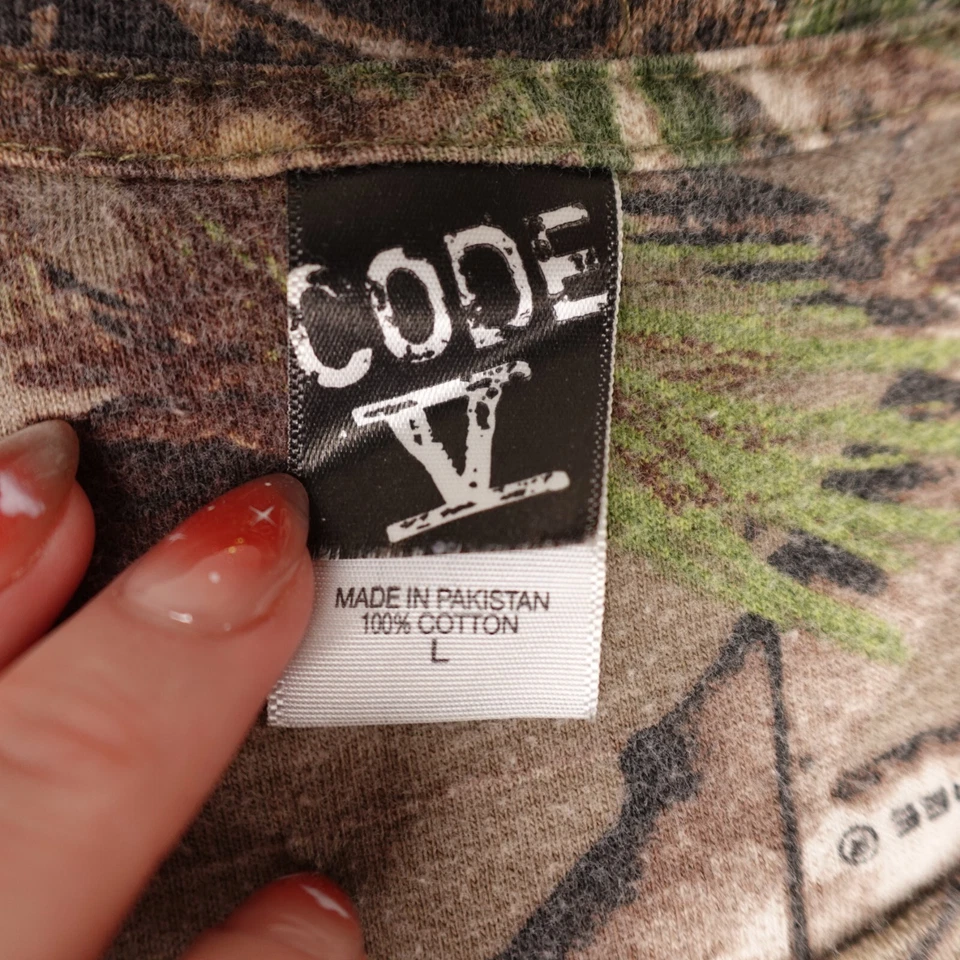 CODE
V
MADE IN PAKISTAN
100% COTTON
L
®